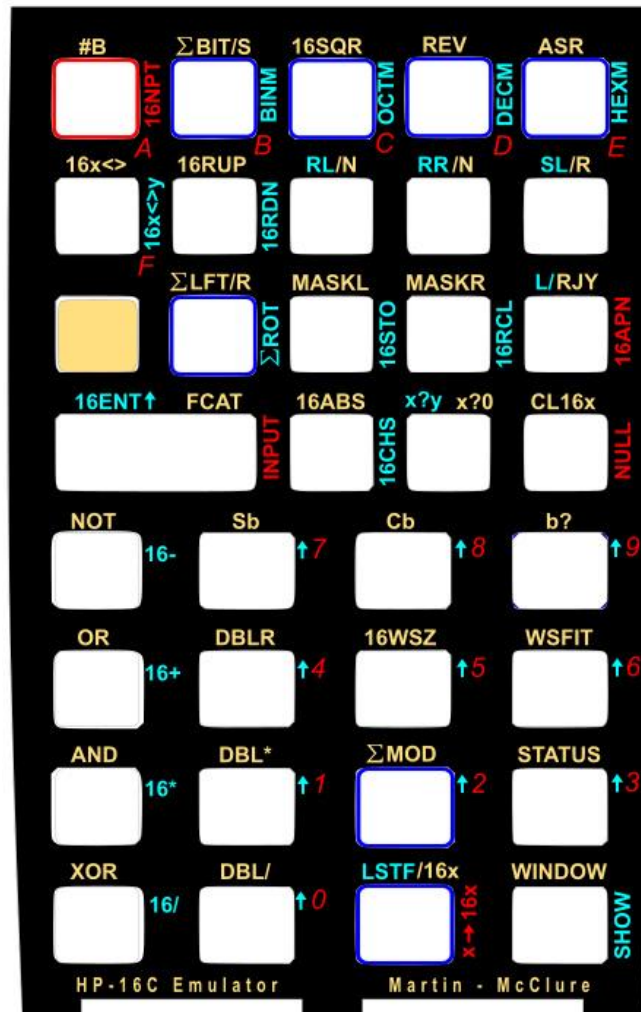 #B ΣBIT/S 16SQR REV ASR
16NPT BINM OCTM DECM HEXM
A B C D E
16x<> 16RUP RL/N RR/N SL/R
16x<>y 16RDN
F
ΣLFT/R MASKL MASKR L/RJY
ΣROT 16STO 16RCL 16APN
16ENT↑ FCAT 16ABS x?y x?0 CL16x
INPUT 16CHS NULL
NOT Sb Cb b?
16- ↑7 ↑8 ↑9
OR DBLR 16WSZ WSFIT
16+ ↑4 ↑5 ↑6
AND DBL* ΣMOD STATUS
16* ↑1 ↑2 ↑3
XOR DBL/ LSTF/16x WINDOW
16/ ↑0 x→16x SHOW
HP-16C Emulator Martin - McClure